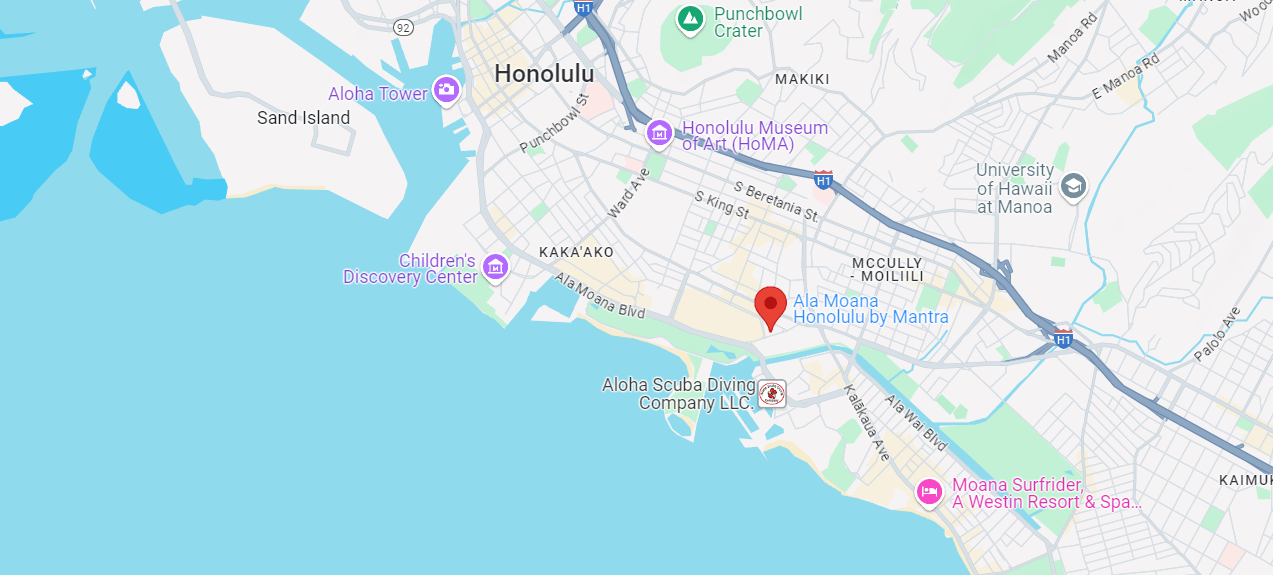 H1
Punchbowl
Crater
92
Manoa Rd
Honolulu
MAKIKI
E Manoa Rd
Aloha Tower
Sand Island
Punchbowl St
Honolulu Museum
of Art (HoMA)
University
of Hawaii
at Manoa
H1
Ward Ave
S Beretania St.
S King St
KAKA'AKO
Children's
Discovery Center
MCCULLY
- MOILIILI
Ala Moana Blvd
Ala Moana
Honolulu by Mantra
H1
Palolo Ave
Aloha Scuba Diving
Company LLC.
Kalākaua Ave
Ala Wai Blvd
Moana Surfrider,
A Westin Resort & Spa...
KAIMUK